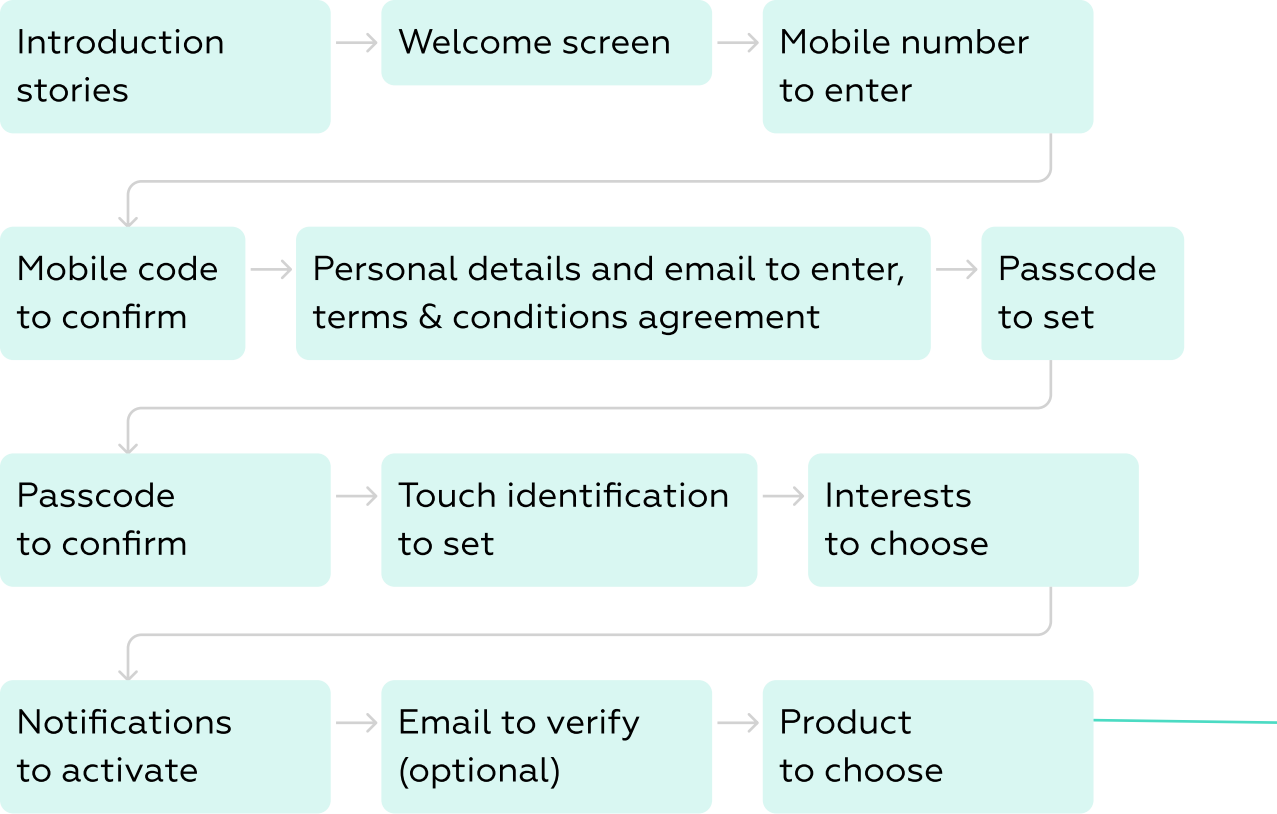 Introduction
stories
Welcome screen
Mobile number
to enter
Mobile code
to confirm
Personal details and email to enter,
terms & conditions agreement
Passcode
to set
Passcode
to confirm
Touch identification
to set
Interests
to choose
Notifications
to activate
Email to verify
(optional)
Product
to choose